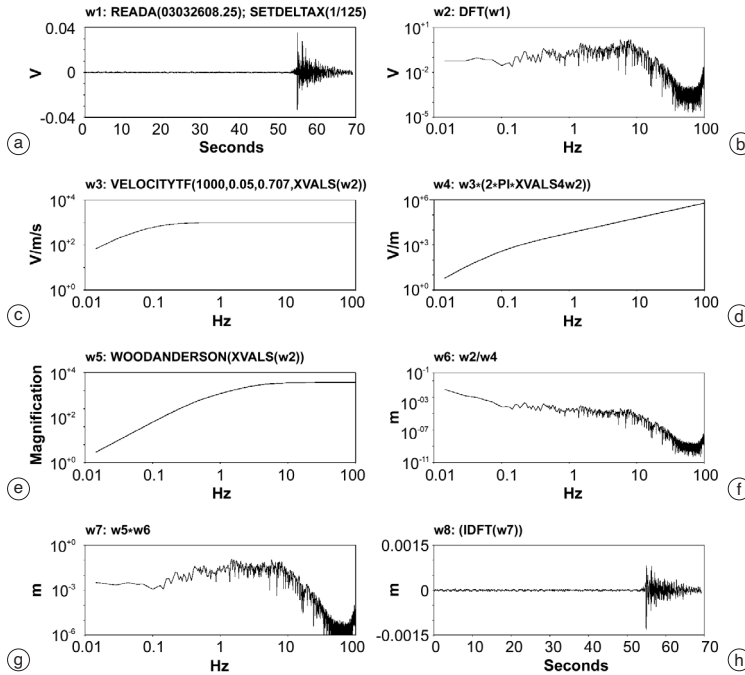 w1: READA(03032608.25); SETDELTAX(1/125)
0.04
V
0
-0.04
0 10 20 30 40 50 60 70
Seconds
a
w2: DFT(w1)
10+1
V
10-2
10-5
0.01 0.1 1 10 100
Hz
b
w3: VELOCITYTF(1000,0.05,0.707,XVALS(w2))
10+4
V/m/s
10+2
10+0
0.01 0.1 1 10 100
Hz
c
w4: w3*(2*PI*XVALS4w2))
10+6
V/m
10+3
10+0
0.01 0.1 1 10 100
Hz
d
w5: WOODANDERSON(XVALS(w2))
10+4
Magnification
10+2
10+0
0.01 0.1 1 10 100
Hz
e
w6: w2/w4
10-1
10-03
m
10-07
10-11
0.01 0.1 1 10 100
Hz
f
w7: w5*w6
10+0
m
10-3
10-6
0.01 0.1 1 10 100
Hz
g
w8: (IDFT(w7))
0.0015
m
0
-0.0015
0 10 20 30 40 50 60 70
Seconds
h